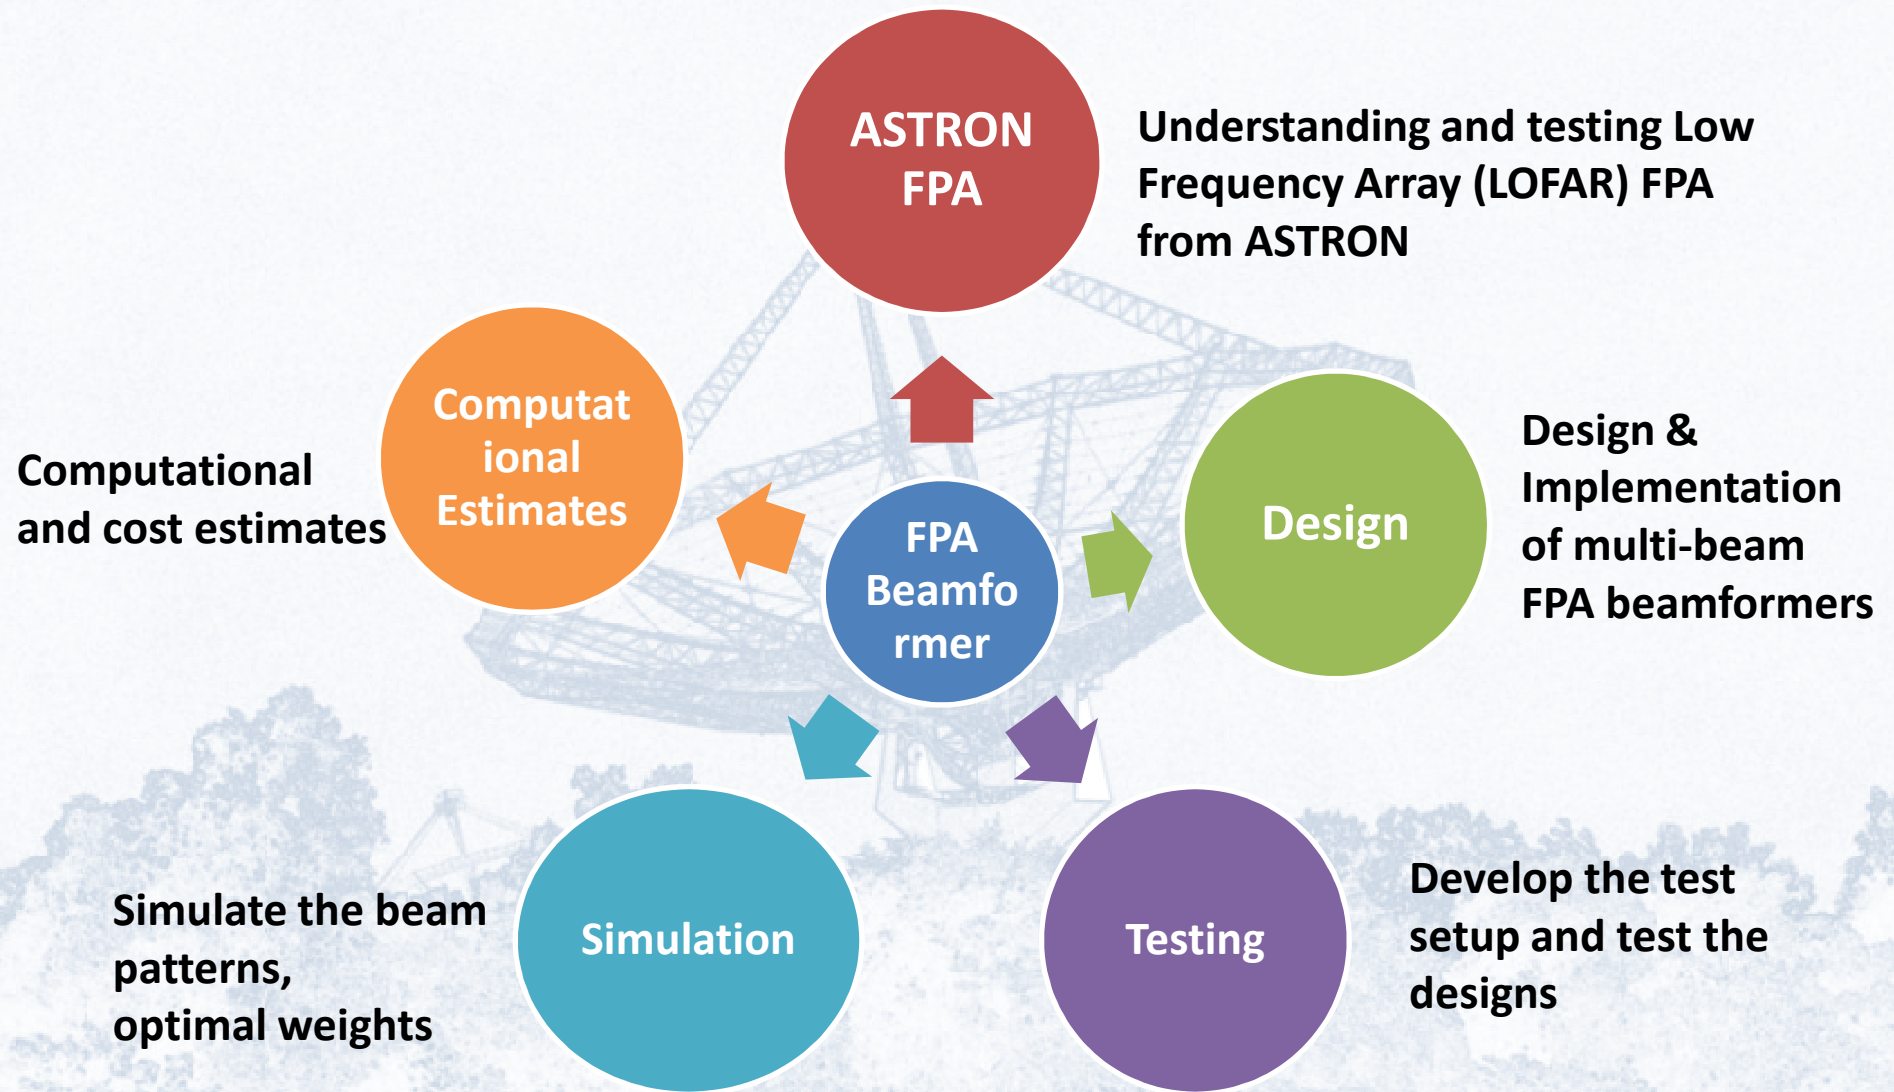 ASTRON
FPA
Understanding and testing Low
Frequency Array (LOFAR) FPA
from ASTRON
Computat
ional
Estimates
Computational
and cost estimates
Design
Design &
Implementation
of multi-beam
FPA beamformers
FPA
Beamfo
rmer
Simulation
Simulate the beam
patterns,
optimal weights
Testing
Develop the test
setup and test the
designs